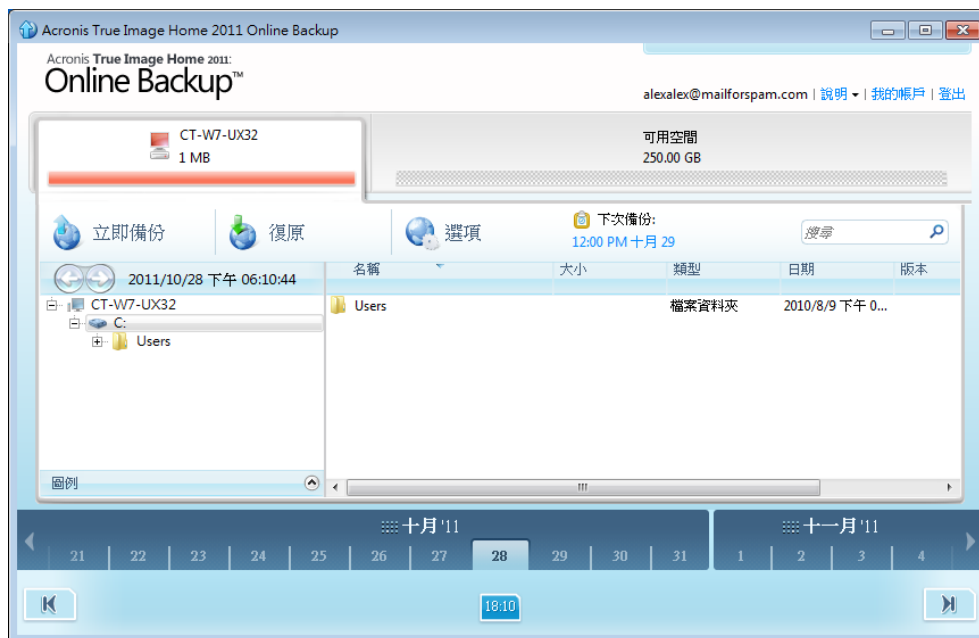 Acronis True Image Home 2011 Online Backup
Acronis True Image Home 2011:
Online Backup™
alexalex@mailforspam.com | 說明 | 我的帳戶 | 登出
CT-W7-UX32
1 MB
可用空間
250.00 GB
立即備份
復原
選項
下次備份:
12:00 PM 十月 29
搜尋
2011/10/28 下午 06:10:44
CT-W7-UX32
C:
Users
圖例
名稱 大小 類型 日期 版本
Users 檔案資料夾 2010/8/9 下午 0...
十月 '11 十一月 '11
21 22 23 24 25 26 27 28 29 30 31 1 2 3 4
18:10